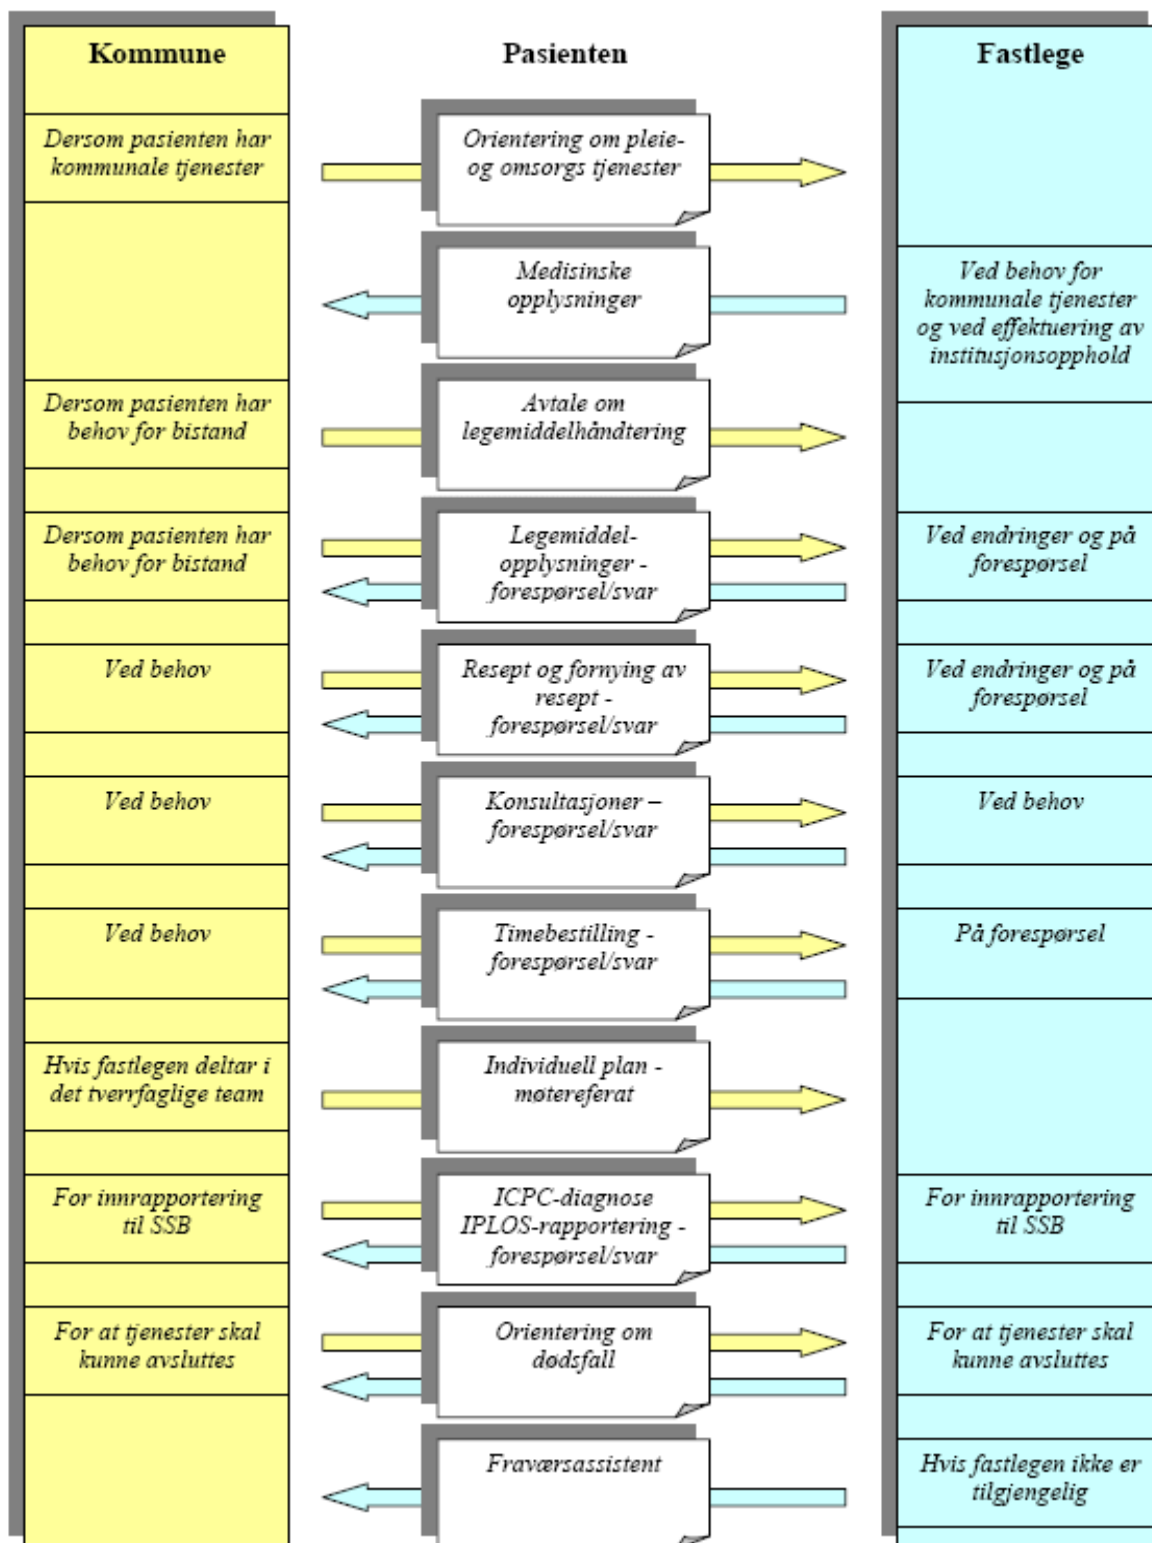 Kommune
Pasienten
Fastlege
Dersom pasienten har
kommunale tjenester
Orientering om pleie-
og omsorgs tjenester
Medisinske
opplysninger
Ved behov for
kommunale tjenester
og ved effektuering av
institusjonsopphold
Dersom pasienten har
behov for bistand
Avtale om
legemiddelhåndtering
Dersom pasienten har
behov for bistand
Legemiddel-
opplysninger -
forespørsel/svar
Ved endringer og på
forespørsel
Ved behov
Resept og fornying av
resept -
forespørsel/svar
Ved endringer og på
forespørsel
Ved behov
Konsultasjoner –
forespørsel/svar
Ved behov
Ved behov
Timebestilling -
forespørsel/svar
På forespørsel
Hvis fastlegen deltar i
det tverrfaglige team
Individuell plan -
møtereferat
For innrapportering
til SSB
ICPC-diagnose
IPLOS-rapportering -
forespørsel/svar
For innrapportering
til SSB
For at tjenester skal
kunne avsluttes
Orientering om
dødsfall
For at tjenester skal
kunne avsluttes
Fraværsassistent
Hvis fastlegen ikke er
tilgjengelig